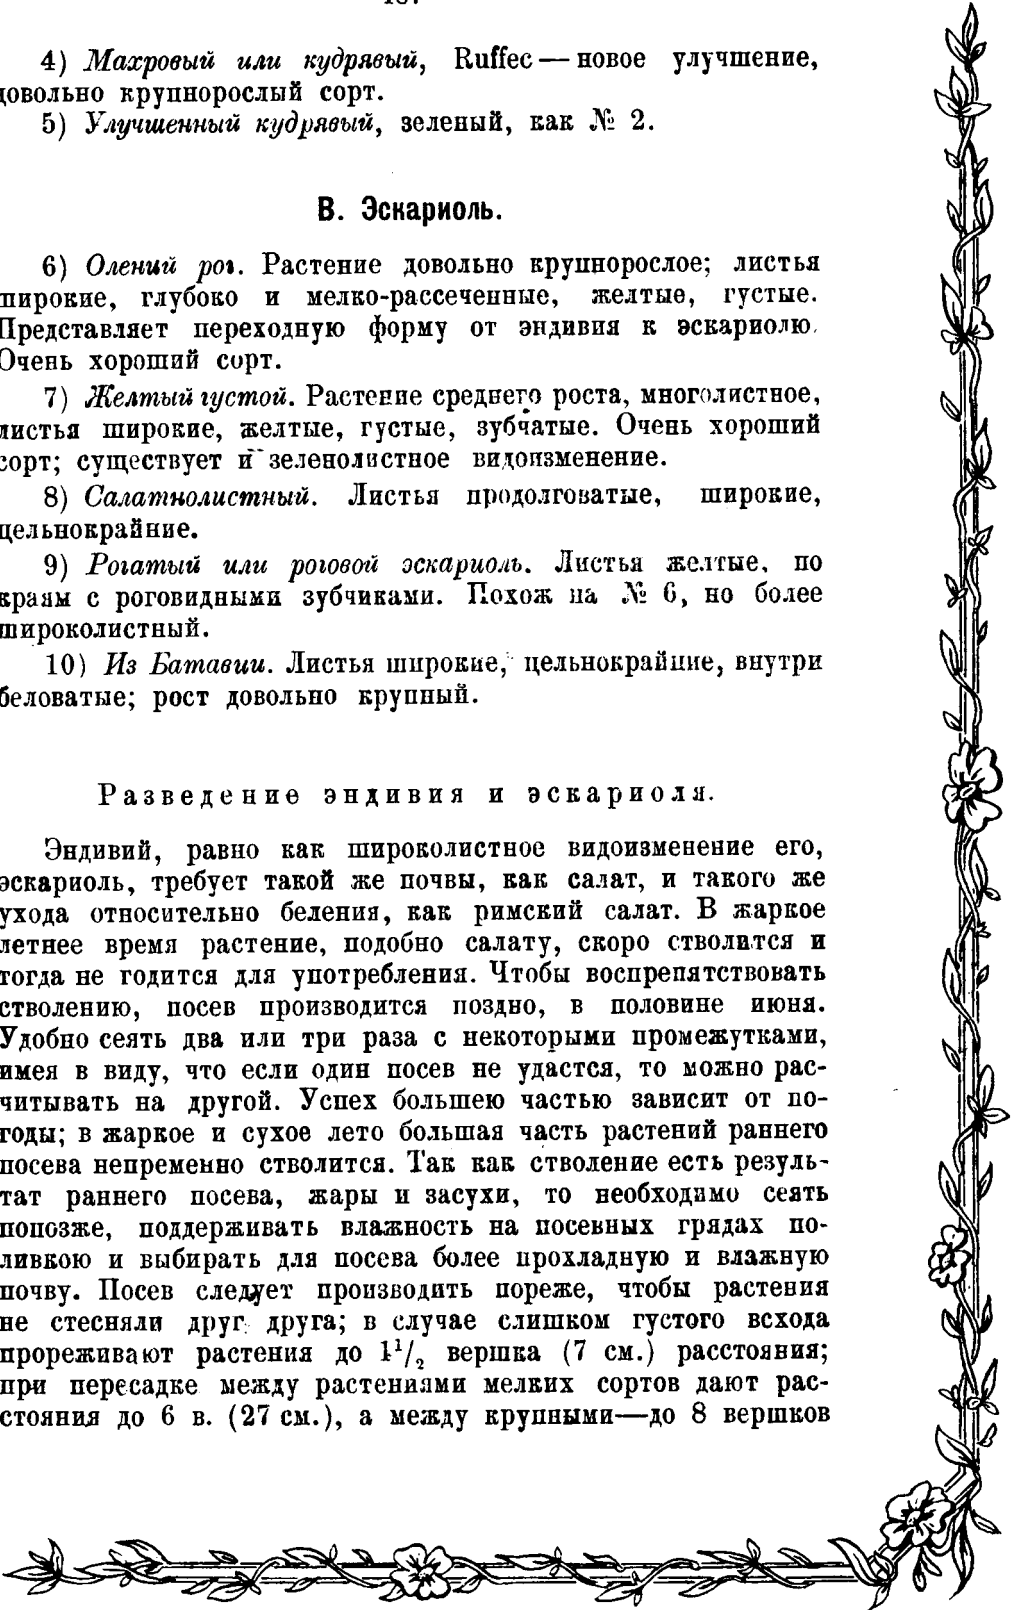 4) Махровый или кудрявый, Ruffec — новое улучшение,
довольно крупнорослый сорт.
5) Улучшенный кудрявый, зеленый, как № 2.
В. Эскариоль.
6) Олений рог. Растение довольно крупнорослое; листья
широкие, глубоко и мелко-рассеченные, желтые, густые.
Представляет переходную форму от эндивия к эскариолю.
Очень хороший сорт.
7) Желтый густой. Растение среднего роста, многолистное,
листья широкие, желтые, густые, зубчатые. Очень хороший
сорт; существует и зеленолистное видоизменение.
8) Салатнолистный. Листья продолговатые, широкие,
цельнокрайние.
9) Рогатый или роговой эскариоль. Листья желтые, по
краям с роговидными зубчиками. Похож на № 6, но более
широколистный.
10) Из Батавии. Листья широкие, цельнокрайние, внутри
беловатые; рост довольно крупный.
Разведение эндивия и эскариоля.
Эндивий, равно как широколистное видоизменение его,
эскариоль, требует такой же почвы, как салат, и такого же
ухода относительно беления, как римский салат. В жаркое
летнее время растение, подобно салату, скоро стволится и
тогда не годится для употребления. Чтобы воспрепятствовать
стволению, посев производится поздно, в половине июня.
Удобно сеять два или три раза с некоторыми промежутками,
имея в виду, что если один посев не удастся, то можно рас-
читывать на другой. Успех большею частью зависит от по-
годы; в жаркое и сухое лето большая часть растений раннего
посева непременно стволится. Так как стволение есть резуль-
тат раннего посева, жары и засухи, то необходимо сеять
попозже, поддерживать влажность на посевных грядах по-
ливкою и выбирать для посева более прохладную и влажную
почву. Посев следует производить пореже, чтобы растения
не стесняли друг друга; в случае слишком густого всхода
прореживают растения до 1¹/₂ вершка (7 см.) расстояния;
при пересадке между растениями мелких сортов дают рас-
стояния до 6 в. (27 см.), а между крупными—до 8 вершков